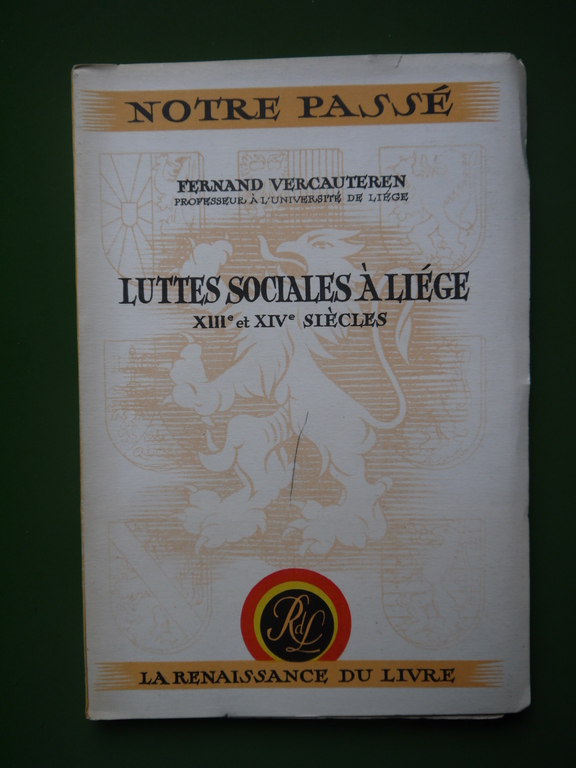 NOTRE PASSÉ
FERNAND VERCAUTEREN
PROFESSEUR À L'UNIVERSITÉ DE LIÉGE
LUTTES SOCIALES À LIÉGE
XIIIe et XIVe SIÈCLES
RdL
LA RENAISSANCE DU LIVRE